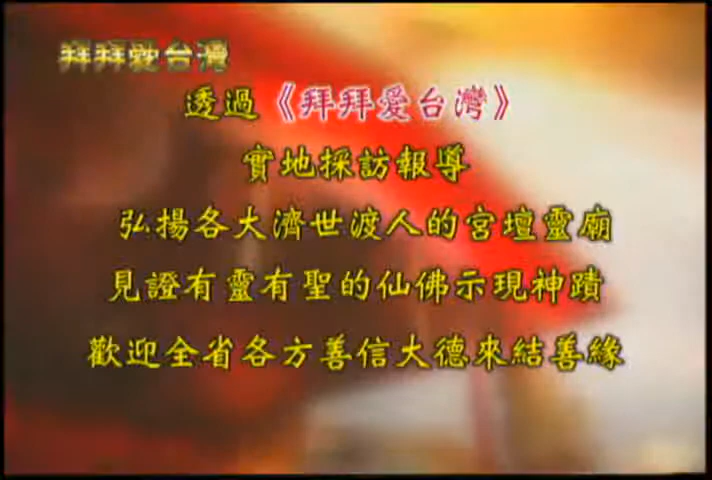 拜拜愛台灣
透過《拜拜愛台灣》
實地採訪報導
弘揚各大濟世渡人的宮壇靈廟
見證有靈有聖的仙佛示現神蹟
歡迎全省各方善信大德來結善緣